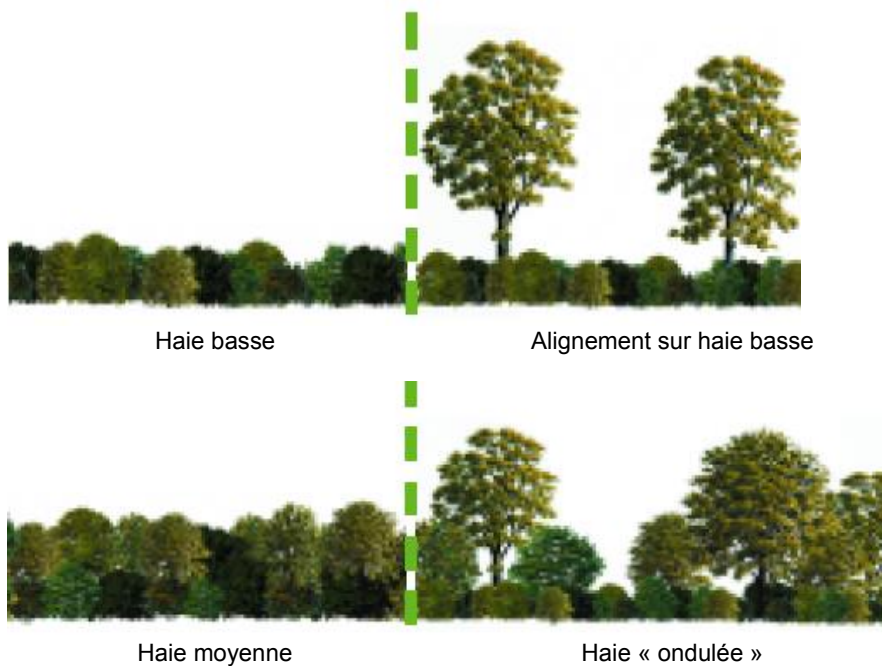 Haie basse
Alignement sur haie basse
Haie moyenne
Haie « ondulée »